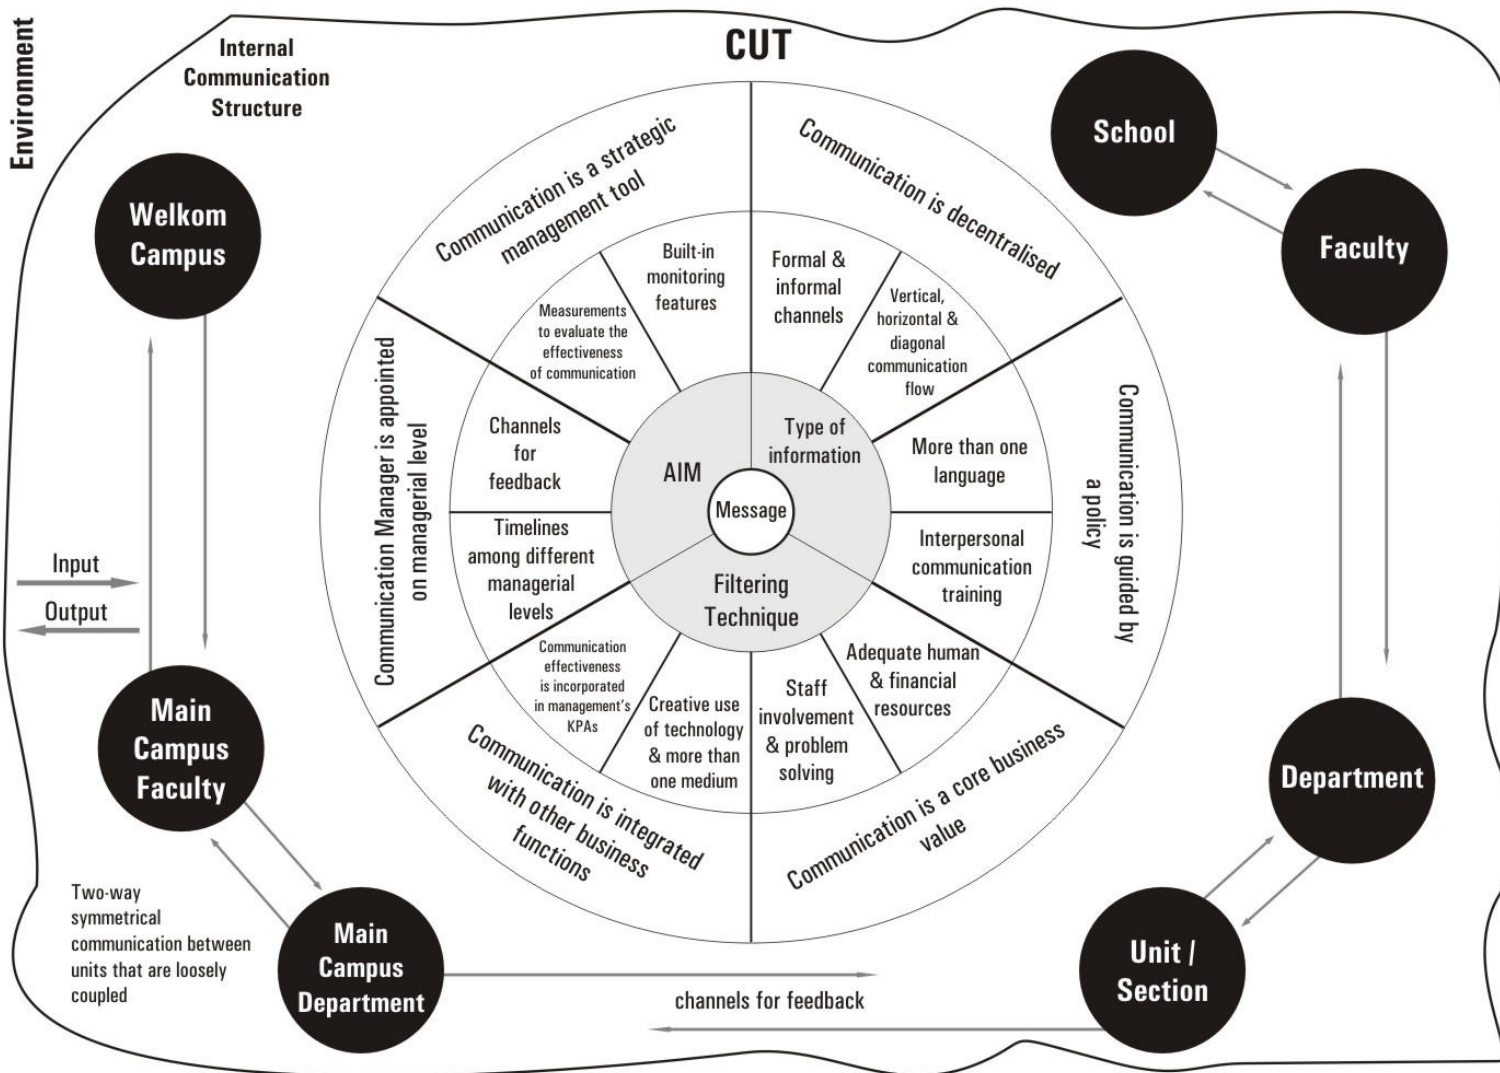 Environment
Internal
Communication
Structure
CUT
Welkom
Campus
School
Faculty
Communication is a strategic
management tool
Communication is decentralised
Built-in
monitoring
features
Formal &
informal
channels
Measurements
to evaluate the
effectiveness
of communication
Vertical,
horizontal &
diagonal
communication
flow
Communication Manager is appointed
on managerial level
Channels
for
feedback
AIM
Type of
information
More than one
language
Communication is guided by
a policy
Message
Timelines
among different
managerial
levels
Filtering
Technique
Interpersonal
communication
training
Input
Output
Communication
effectiveness
is incorporated
in management's
KPAs
Creative use
of technology
& more than
one medium
Staff
involvement
& problem
solving
Adequate human
& financial
resources
Communication is integrated
with other business
functions
Communication is a core business
value
Main
Campus
Faculty
Department
Two-way
symmetrical
communication between
units that are loosely
coupled
Main
Campus
Department
channels for feedback
Unit /
Section